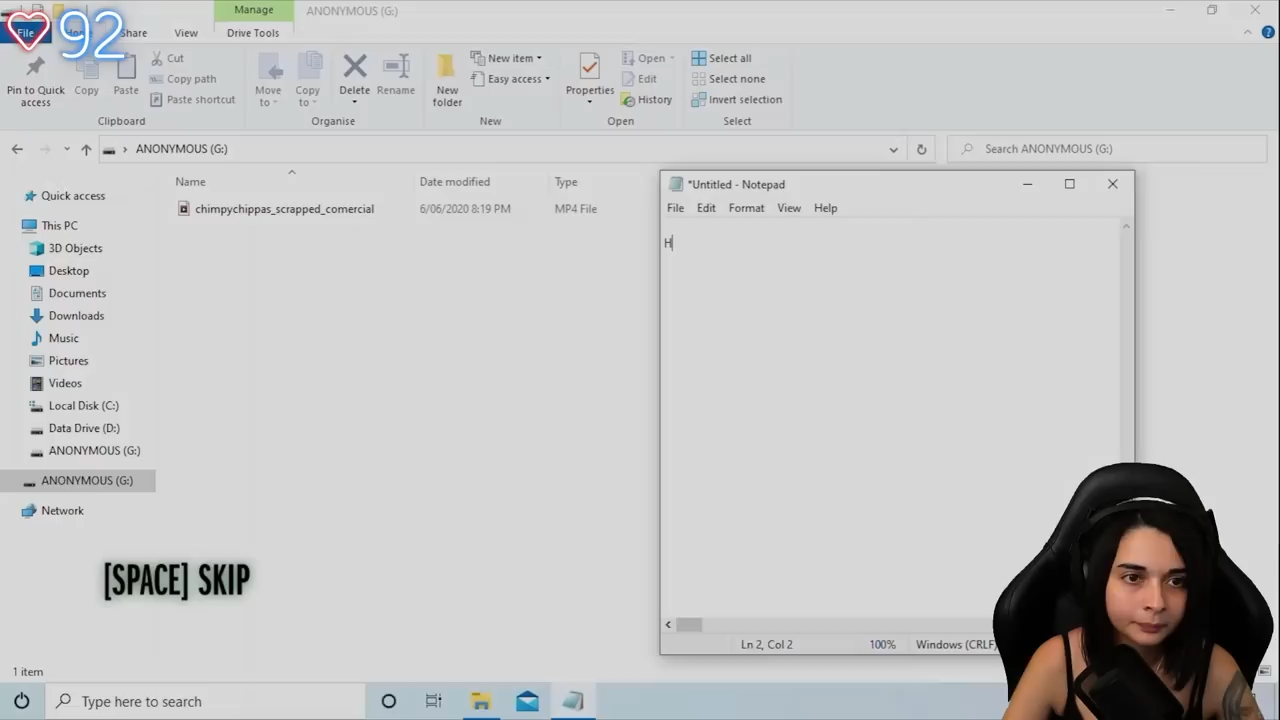 92
File
Share
View
Manage
Drive Tools
ANONYMOUS (G:)
Pin to Quick
access
Copy
Paste
Cut
Copy path
Paste shortcut
Clipboard
Move
to
Copy
to
Delete
Rename
Organise
New
folder
New item
Easy access
New
Properties
Open
Edit
History
Open
Select all
Select none
Invert selection
Select
ANONYMOUS (G:)
Search ANONYMOUS (G:)
Quick access
This PC
3D Objects
Desktop
Documents
Downloads
Music
Pictures
Videos
Local Disk (C:)
Data Drive (D:)
ANONYMOUS (G:)
ANONYMOUS (G:)
Network
Name
Date modified
Type
chimpychippas_scrapped_comercial
6/06/2020 8:19 PM
MP4 File
*Untitled - Notepad
File Edit Format View Help
H
Ln 2, Col 2
100%
Windows (CRLF)
[SPACE] SKIP
1 item
Type here to search